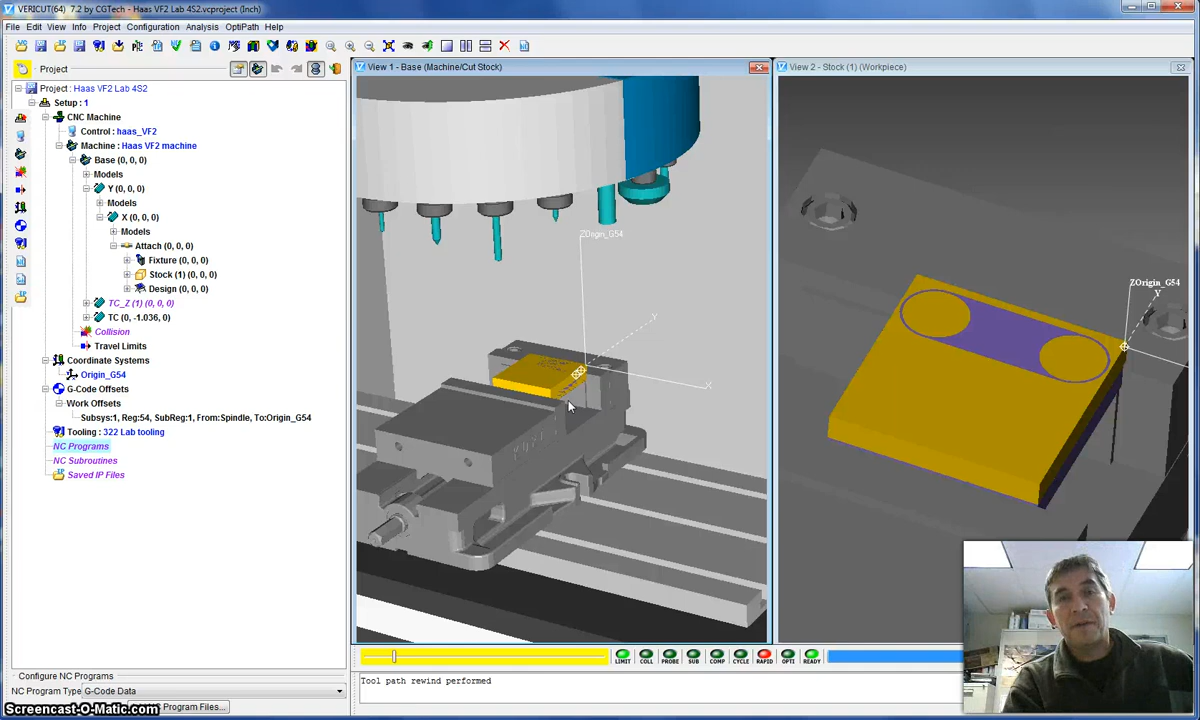 VERICUT(64) 7.2 by CGTech - Haas VF2 Lab 4S2.vcproject (Inch)
File Edit View Info Project Configuration Analysis OptiPath Help
Project
Project : Haas VF2 Lab 4S2
Setup : 1
CNC Machine
Control : haas_VF2
Machine : Haas VF2 machine
Base (0, 0, 0)
Models
Y (0, 0, 0)
Models
X (0, 0, 0)
Models
Attach (0, 0, 0)
Fixture (0, 0, 0)
Stock (1) (0, 0, 0)
Design (0, 0, 0)
TC_Z (1) (0, 0, 0)
TC (0, -1.036, 0)
Collision
Travel Limits
Coordinate Systems
Origin_G54
G-Code Offsets
Work Offsets
Subsys:1, Reg:54, SubReg:1, From:Spindle, To:Origin_G54
Tooling : 322 Lab tooling
NC Programs
NC Subroutines
Saved IP Files
Configure NC Programs
NC Program Type G-Code Data
Program Files...
Screencast-O-Matic.com
View 1 - Base (Machine/Cut Stock)
ZOrigin_G54
Y
X
View 2 - Stock (1) (Workpiece)
ZOrigin_G54
Y
LIMIT COLL PROBE SUB COMP CYCLE RAPID OPTI READY
Tool path rewind performed